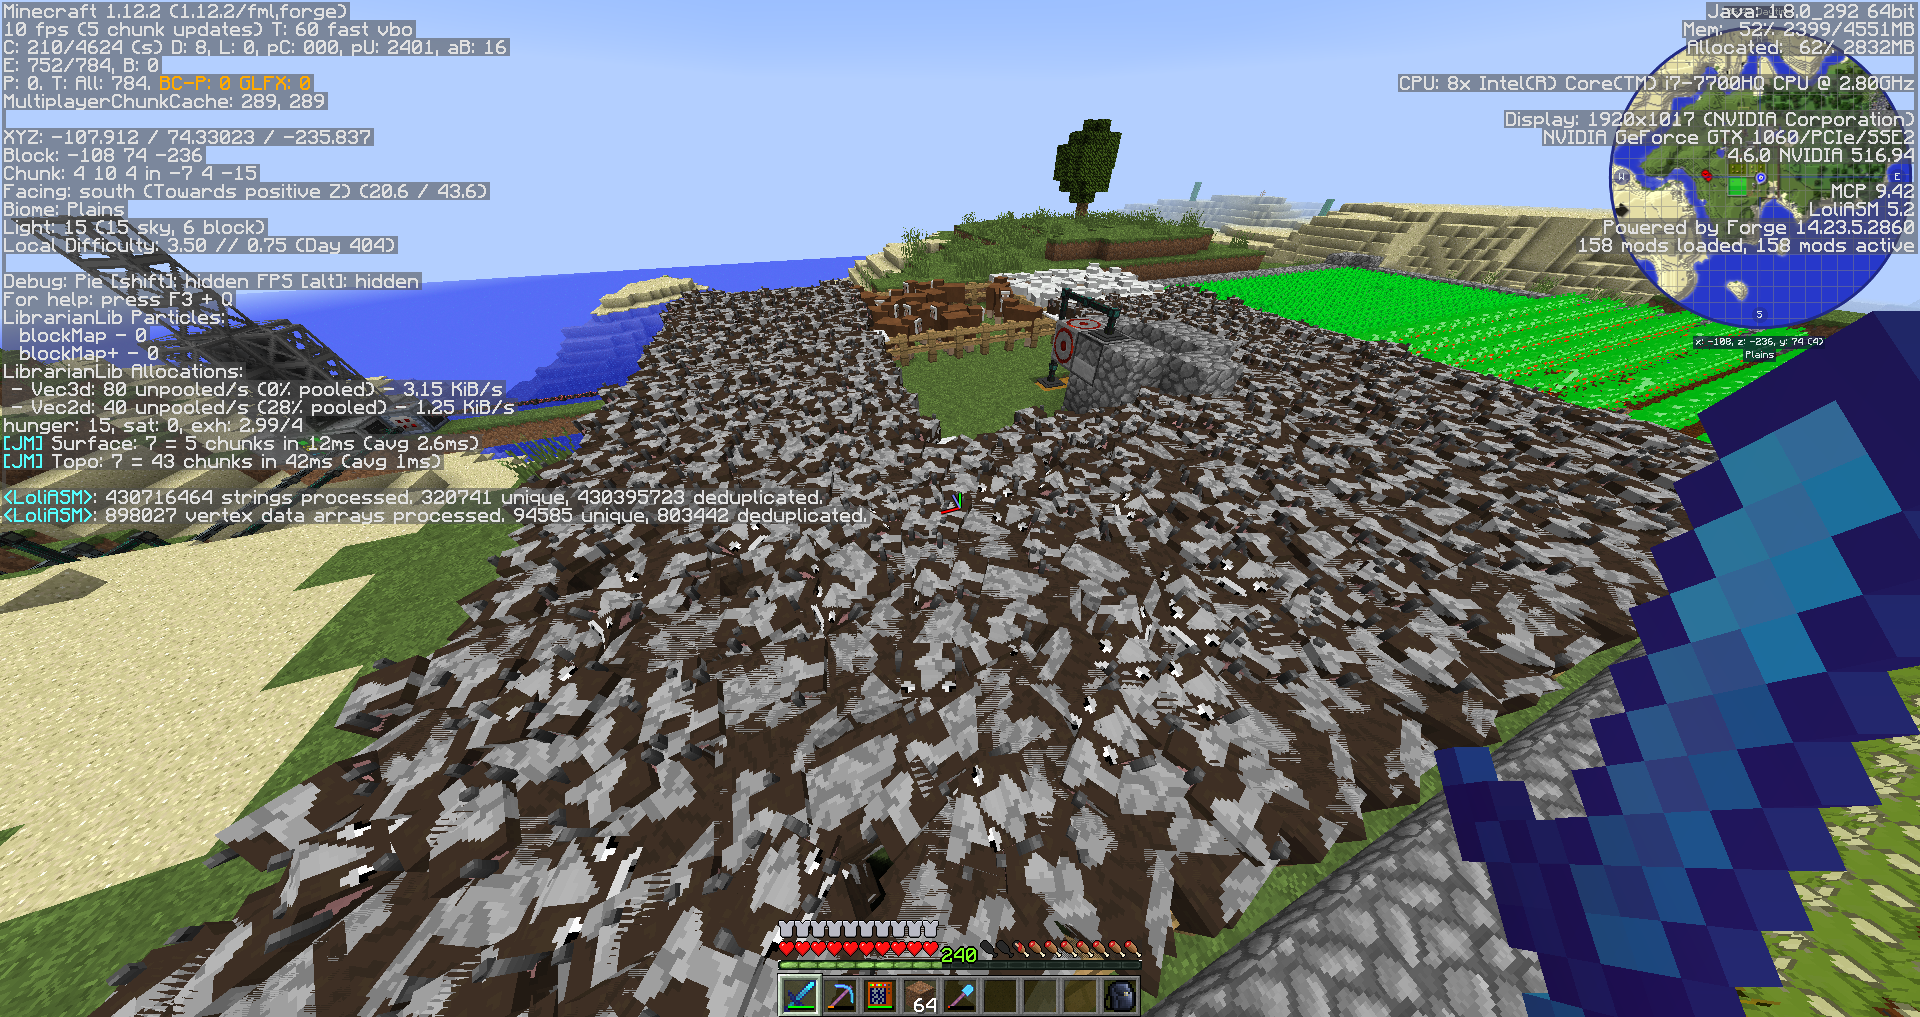 Minecraft 1.12.2 (1.12.2/fml,forge)
10 fps (5 chunk updates) T: 60 fast vbo
C: 210/4624 (s) D: 8, L: 0, pC: 000, pU: 2401, aB: 16
E: 752/784, B: 0
P: 0. T: All: 784. BC-P: 0 GLFX: 0
MultiplayerChunkCache: 289, 289
XYZ: -107.912 / 74.33023 / -235.837
Block: -108 74 -236
Chunk: 4 10 4 in -7 4 -15
Facing: south (Towards positive Z) (20.6 / 43.6)
Biome: Plains
Light: 15 (15 sky, 6 block)
Local Difficulty: 3.50 // 0.75 (Day 404)
Debug: Pie [shift]: hidden FPS [alt]: hidden
For help: press F3 + Q
LibrarianLib Particles:
blockMap - 0
blockMap+ - 0
LibrarianLib Allocations:
- Vec3d: 80 unpooled/s (0% pooled) - 3.15 KiB/s
Vec2d: 40 unpooled/s (28% pooled) - 1.25 KiB/s
hunger: 15, sat: 0, exh: 2.99/4
[JM] Surface: 7 = 5 chunks in 12ms (avg 2.6ms)
[JM] Topo: 7 = 43 chunks in 42ms (avg 1ms)
<LoliASM>: 430716464 strings processed. 320741 unique, 430395723 deduplicated.
<LoliASM>: 898027 vertex data arrays processed. 94585 unique, 803442 deduplicated.
Java: 1.8.0_292 64bit
Mem: 52% 2399/4551MB
Allocated: 62% 2832MB
CPU: 8x Intel(R) Core(TM) i7-7700HQ CPU @ 2.80GHz
Display: 1920x1017 (NVIDIA Corporation)
NVIDIA GeForce GTX 1060/PCIe/SSE2
4.6.0 NVIDIA 516.94
MCP 9.42
LoliASM 5.2
Powered by Forge 14.23.5.2860
158 mods loaded, 158 mods active
W
E
S
x: -108, z: -236, y: 74 (4)
Plains
240
64